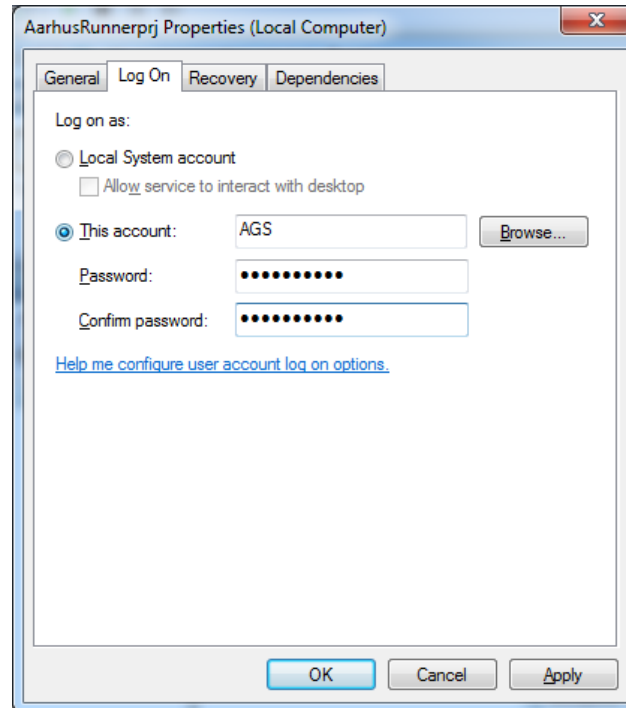 AarhusRunnerprj Properties (Local Computer)
General Log On Recovery Dependencies
Log on as:
Local System account
Allow service to interact with desktop
This account: AGS Browse...
Password: ●●●●●●●●●●
Confirm password: ●●●●●●●●●●
Help me configure user account log on options.
OK Cancel Apply